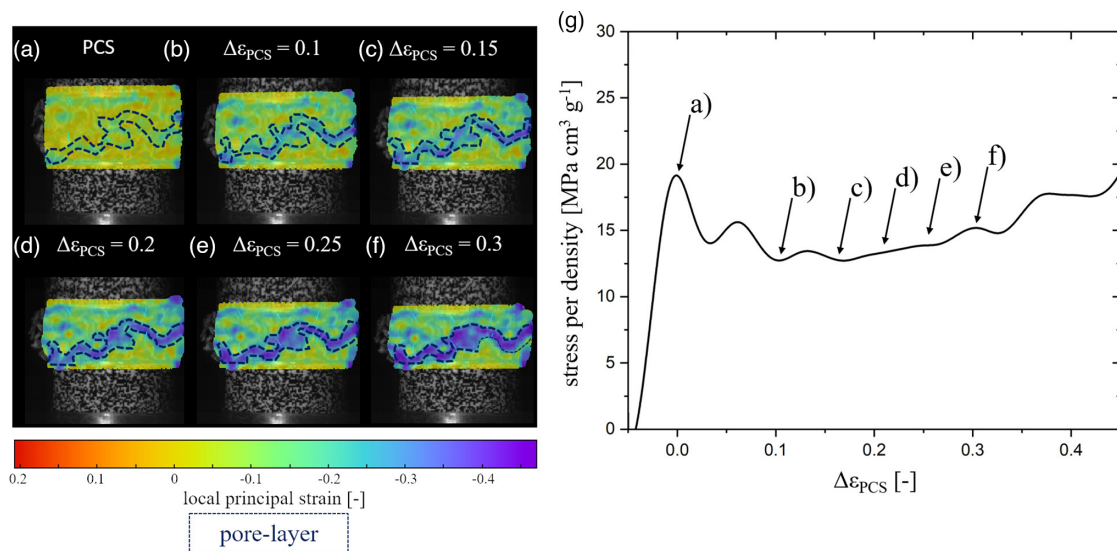 (a) PCS (b) Δε_PCS = 0.1 (c) Δε_PCS = 0.15
(d) Δε_PCS = 0.2 (e) Δε_PCS = 0.25 (f) Δε_PCS = 0.3
0.2 0.1 0 -0.1 -0.2 -0.3 -0.4
local principal strain [-]
pore-layer
(g)
stress per density [MPa cm³ g⁻¹]
30
25
20
15
10
5
0
a)
b) c) d) e) f)
0.0 0.1 0.2 0.3 0.4
Δε_PCS [-]